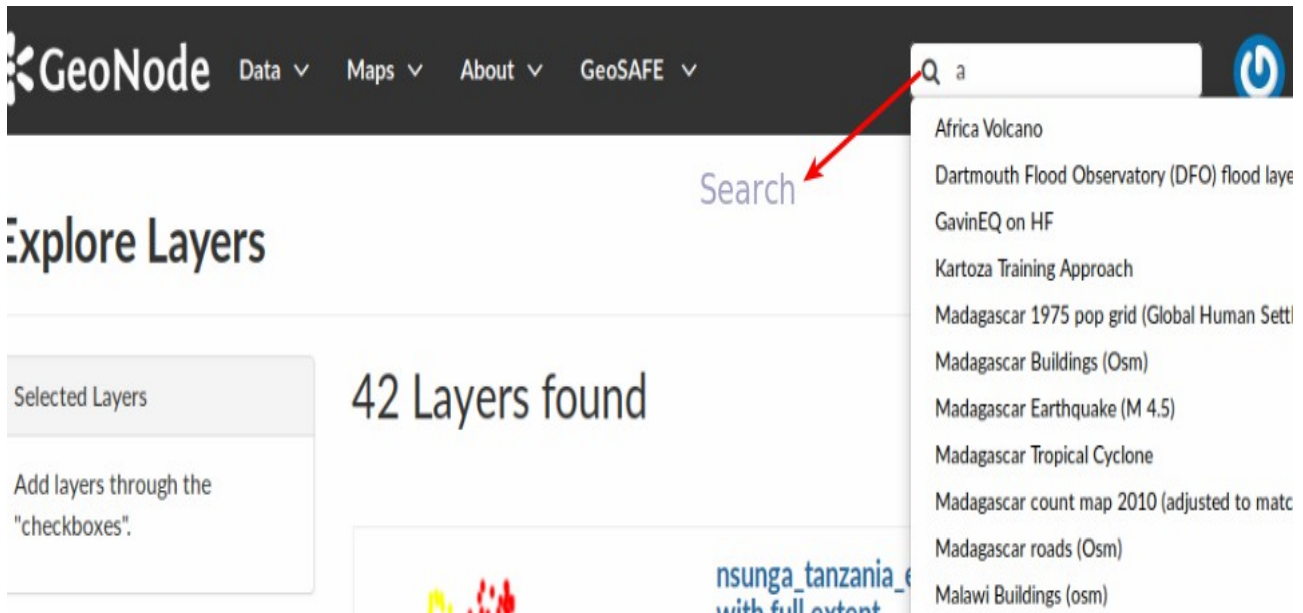 GeoNode Data Maps About GeoSAFE a
Africa Volcano
Dartmouth Flood Observatory (DFO) flood laye
Search
GavinEQ on HF
Explore Layers
Kartoza Training Approach
Madagascar 1975 pop grid (Global Human Settl
Madagascar Buildings (Osm)
Selected Layers
42 Layers found
Madagascar Earthquake (M 4.5)
Madagascar Tropical Cyclone
Add layers through the
"checkboxes".
Madagascar count map 2010 (adjusted to matc
Madagascar roads (Osm)
nsunga_tanzania_e
with full extent
Malawi Buildings (osm)